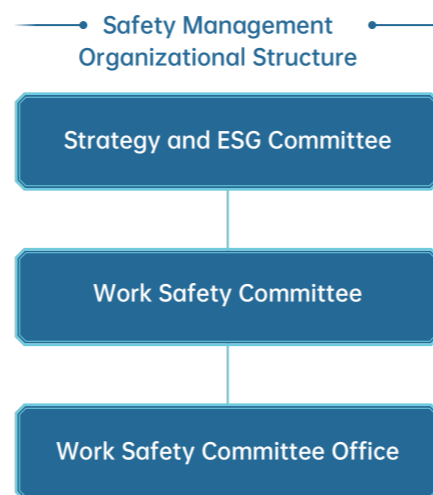 Safety Management
Organizational Structure
Strategy and ESG Committee
Work Safety Committee
Work Safety Committee Office